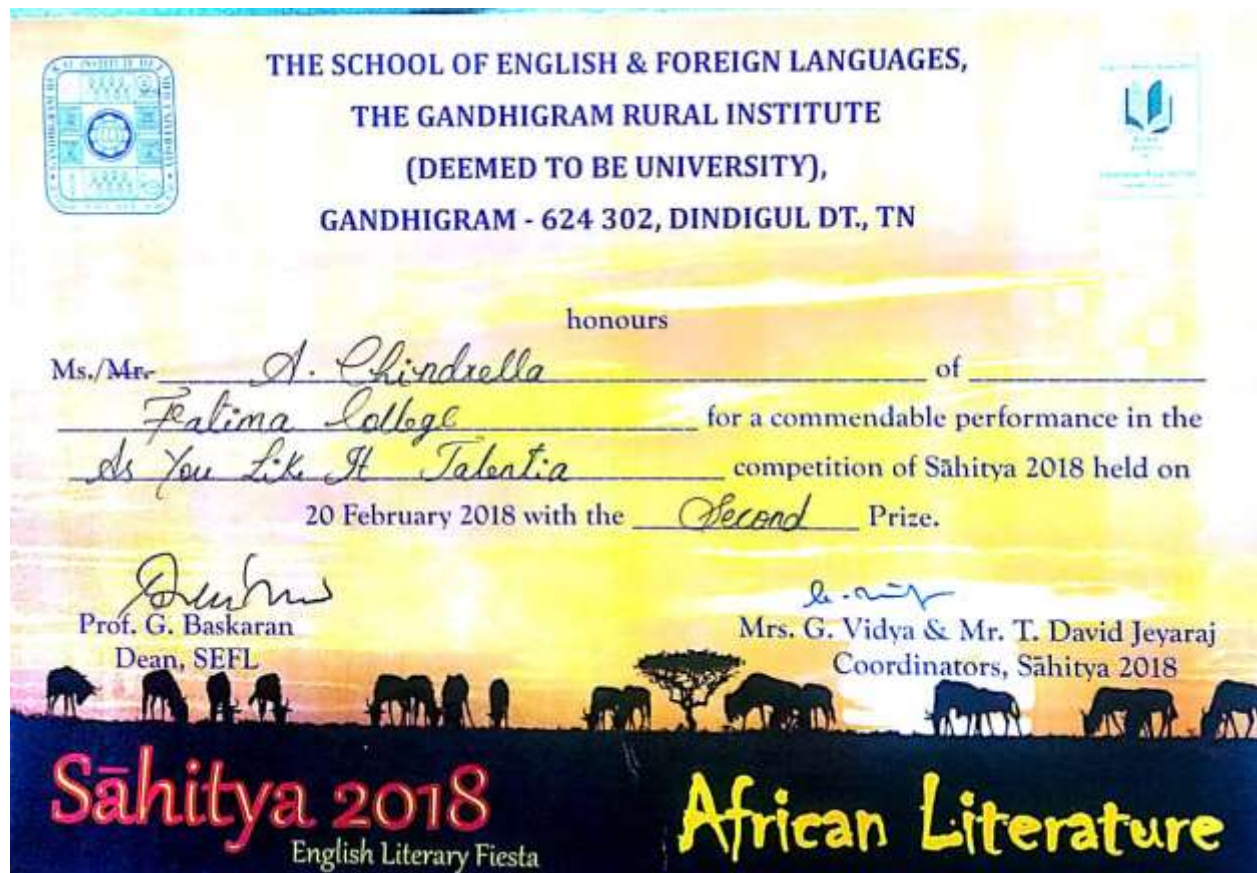 THE SCHOOL OF ENGLISH & FOREIGN LANGUAGES,
THE GANDHIGRAM RURAL INSTITUTE
(DEEMED TO BE UNIVERSITY),
GANDHIGRAM - 624 302, DINDIGUL DT., TN
honours
Ms./Mr. A. Chindrella of
Fatima College for a commendable performance in the
As You Like It Talentia competition of Sāhitya 2018 held on
20 February 2018 with the Second Prize.
Prof. G. Baskaran
Dean, SEFL
Mrs. G. Vidya & Mr. T. David Jeyaraj
Coordinators, Sāhitya 2018
Sāhitya 2018
English Literary Fiesta
African Literature